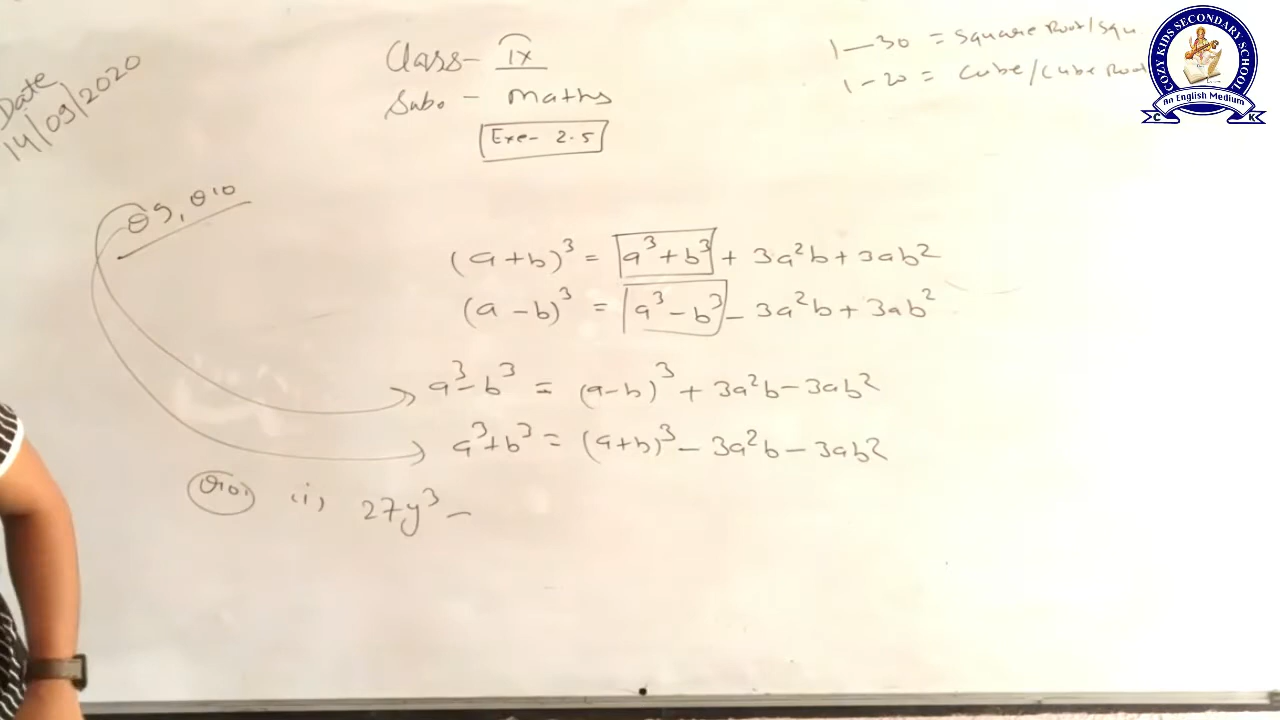 Date
14/09/2020
Class- IX
Sub. - Maths
Exe- 2.5
1-30 = Square Root/Squ
1-20 = Cube/Cube Root
COZY KIDS SECONDARY SCHOOL
An English Medium
C K
Q9, Q10
(a+b)³ = a³+b³ + 3a²b+3ab²
(a-b)³ = a³-b³ - 3a²b+3ab²
a³-b³ = (a-b)³ + 3a²b-3ab²
a³+b³ = (a+b)³ - 3a²b-3ab²
Q10. (i) 27y³ -